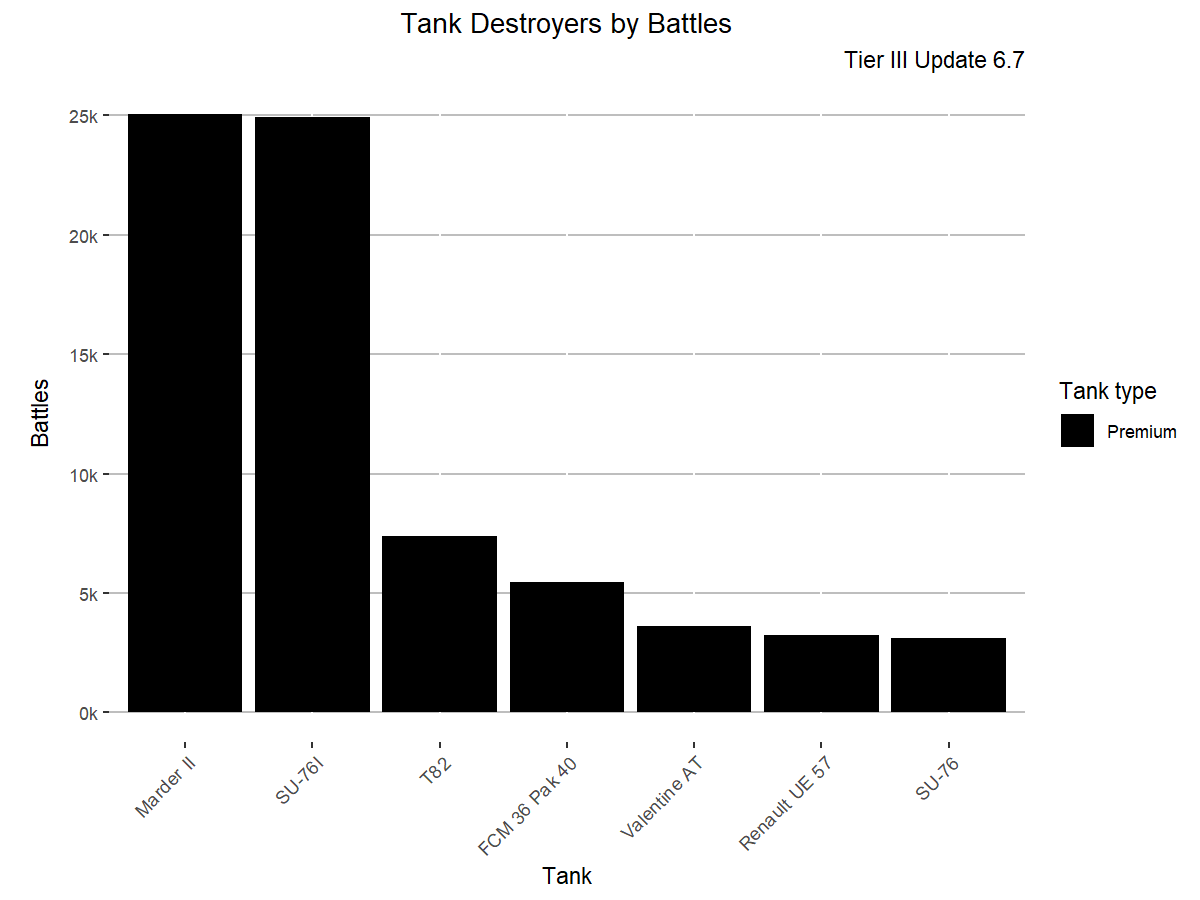 Tank Destroyers by Battles
Tier III Update 6.7
25k
20k
15k
10k
5k
0k
Battles
Marder II
SU-76I
T82
FCM 36 Pak 40
Valentine AT
Renault UE 57
SU-76
Tank
Tank type
Premium